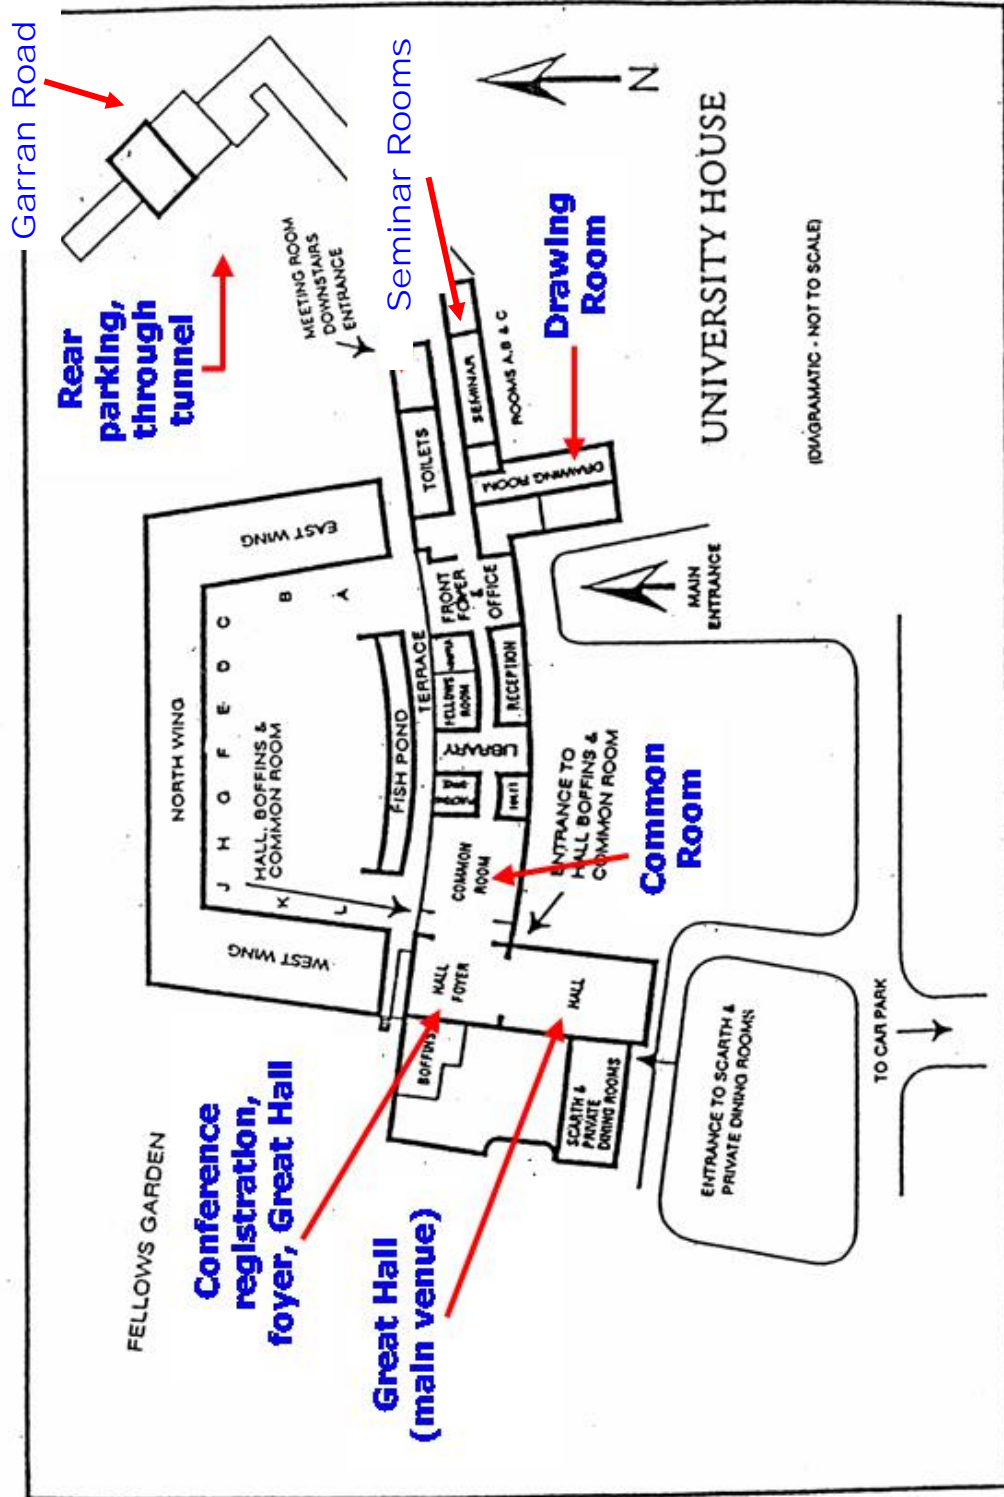 Garran Road
Rear
parking,
through
tunnel
MEETING ROOM
DOWNSTAIRS
ENTRANCE
Seminar Rooms
N
UNIVERSITY HOUSE
(DIAGRAMATIC - NOT TO SCALE)
Drawing
Room
TOILETS
SEMINAR
ROOMS A, B & C
DRAWING ROOM
EAST WING
NORTH WING
WEST WING
A
B
C
D
E
F
G
H
J
K
L
HALL, BOFFINS &
COMMON ROOM
FISH POND
TERRACE
FRONT
FOYER
&
OFFICE
FELLOWS
ROOM
RECEPTION
LIBRARY
MAIN
ENTRANCE
COMMON
ROOM
ENTRANCE TO
HALL BOFFINS &
COMMON ROOM
Common
Room
HALL
FOYER
HALL
BOFFINS
SCARTH &
PRIVATE
DINING ROOMS
ENTRANCE TO SCARTH &
PRIVATE DINING ROOMS
TO CAR PARK
FELLOWS GARDEN
Conference
registration,
foyer, Great Hall
Great Hall
(main venue)